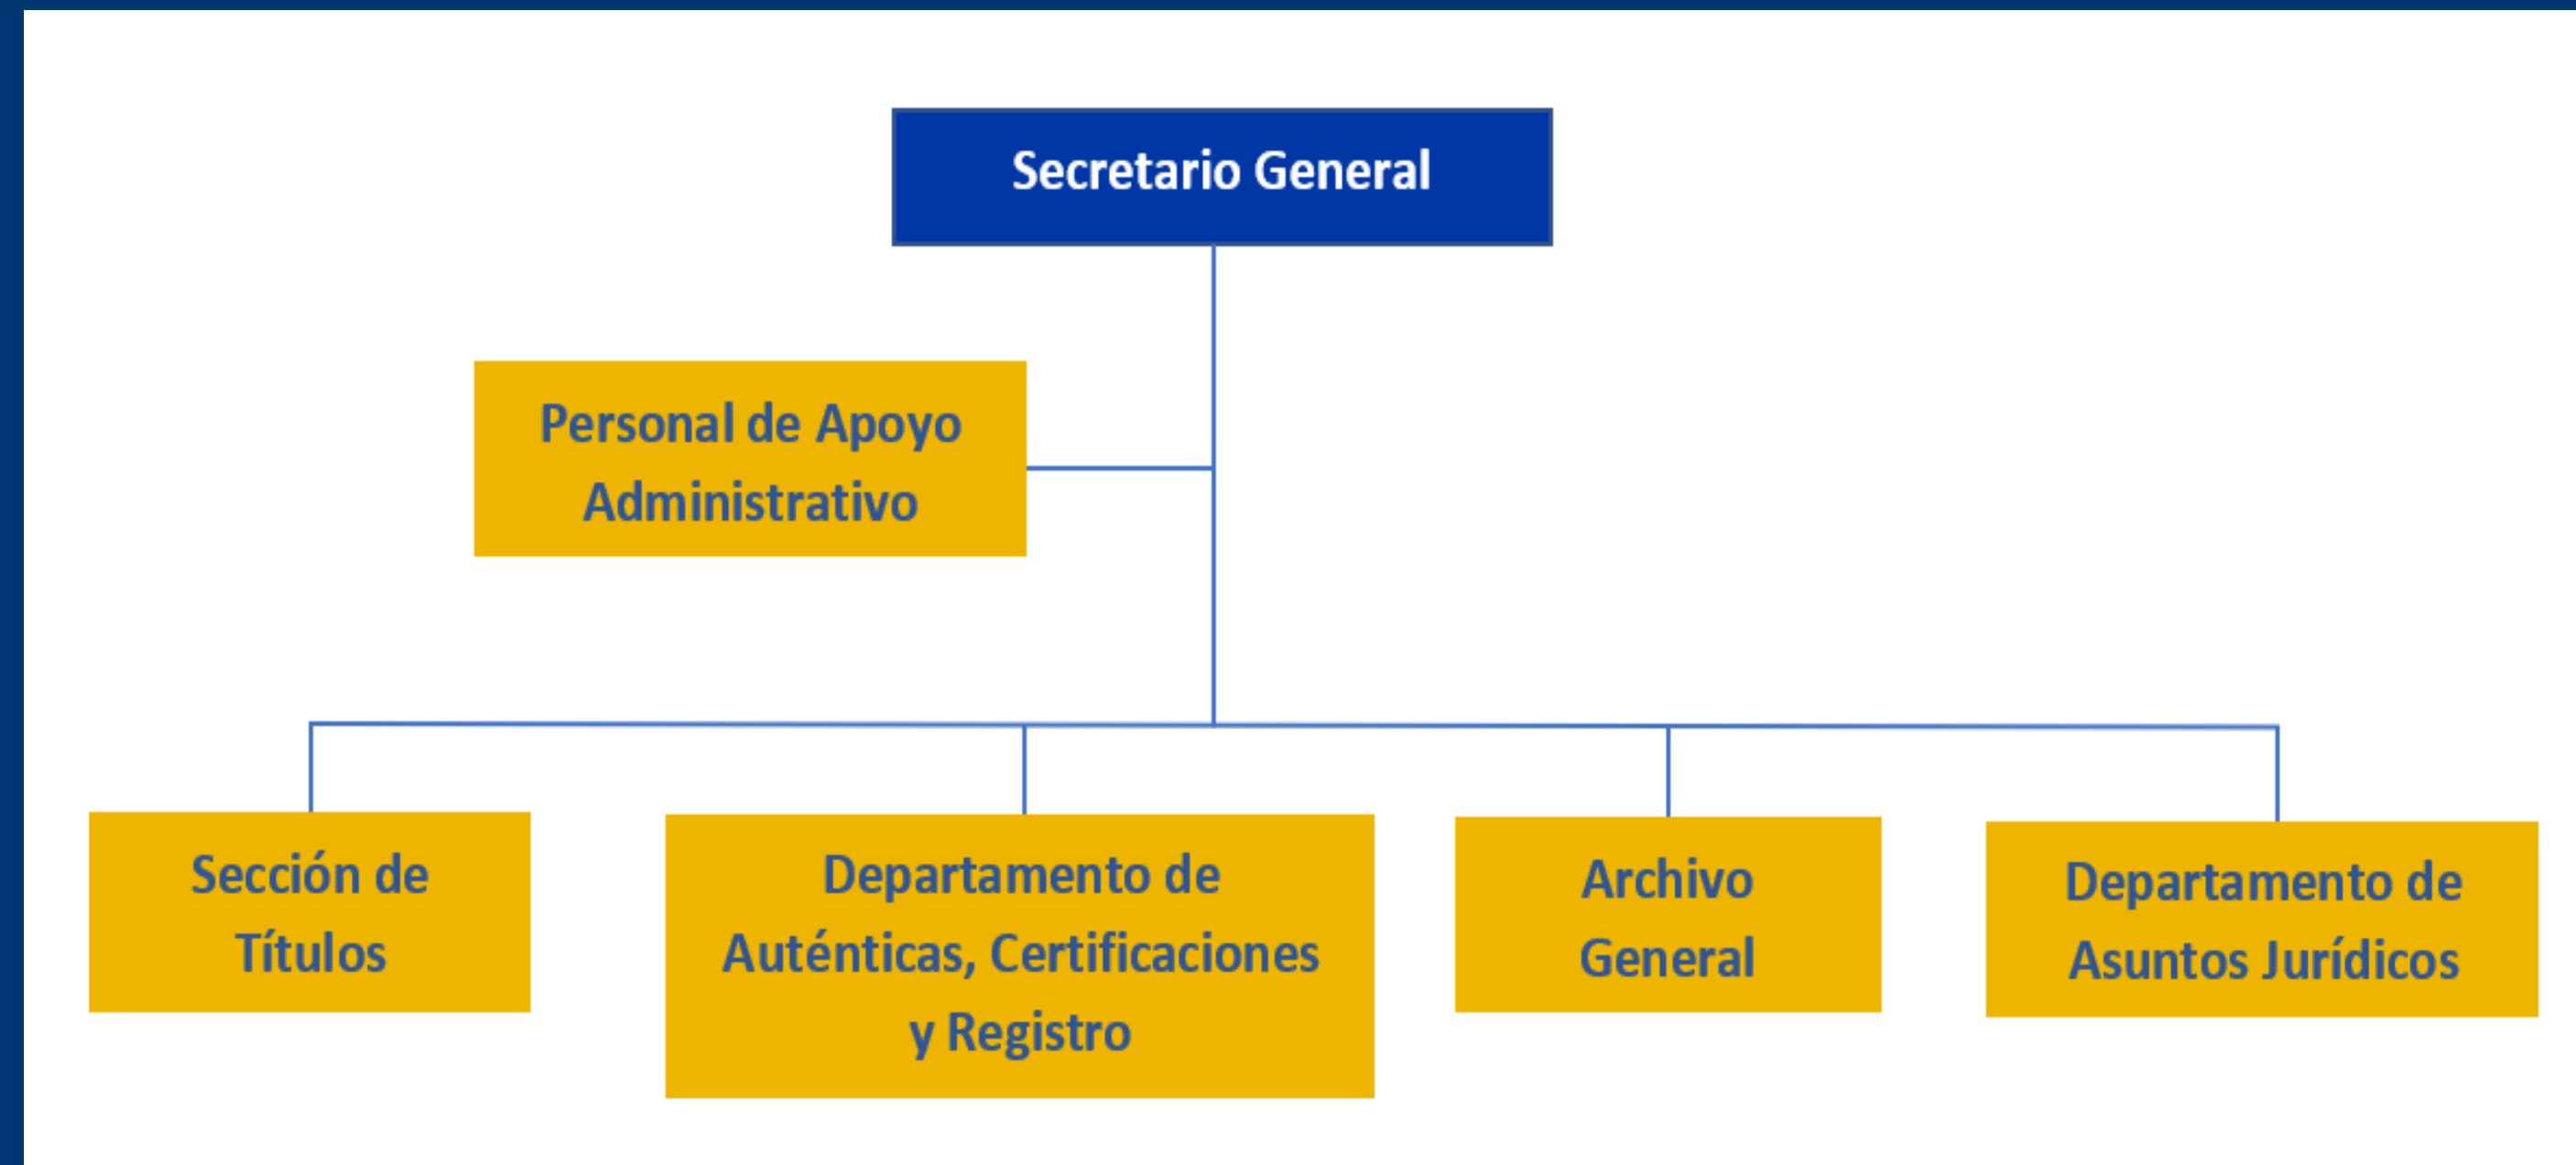 Secretario General
Personal de Apoyo
Administrativo
Sección de
Títulos
Departamento de
Auténticas, Certificaciones
y Registro
Archivo
General
Departamento de
Asuntos Jurídicos